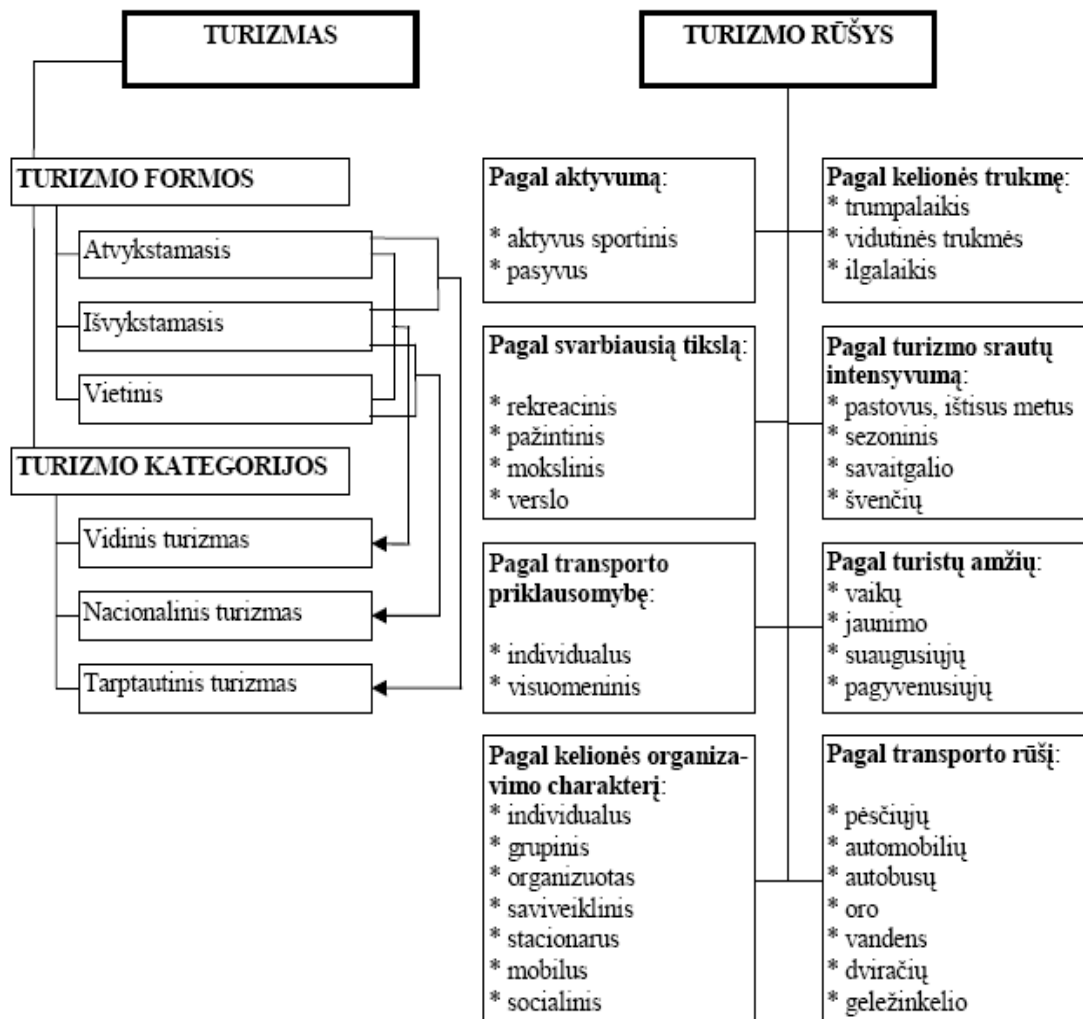 TURIZMAS
TURIZMO FORMOS
Atvykstamasis
Išvykstamasis
Vietinis
TURIZMO KATEGORIJOS
Vidinis turizmas
Nacionalinis turizmas
Tarptautinis turizmas
TURIZMO RŪŠYS
Pagal aktyvumą:
* aktyvus sportinis
* pasyvus
Pagal kelionės trukmę:
* trumpalaikis
* vidutinės trukmės
* ilgalaikis
Pagal svarbiausią tikslą:
* rekreacinis
* pažintinis
* mokslinis
* verslo
Pagal turizmo srautų
intensyvumą:
* pastovus, ištisus metus
* sezoninis
* savaitgalio
* švenčių
Pagal transporto
priklausomybę:
* individualus
* visuomeninis
Pagal turistų amžių:
* vaikų
* jaunimo
* suaugusiųjų
* pagyvenusiųjų
Pagal kelionės organiza-
vimo charakterį:
* individualus
* grupinis
* organizuotas
* saviveiklinis
* stacionarus
* mobilus
* socialinis
Pagal transporto rūšį:
* pėsčiųjų
* automobilių
* autobusų
* oro
* vandens
* dviračių
* geležinkelio